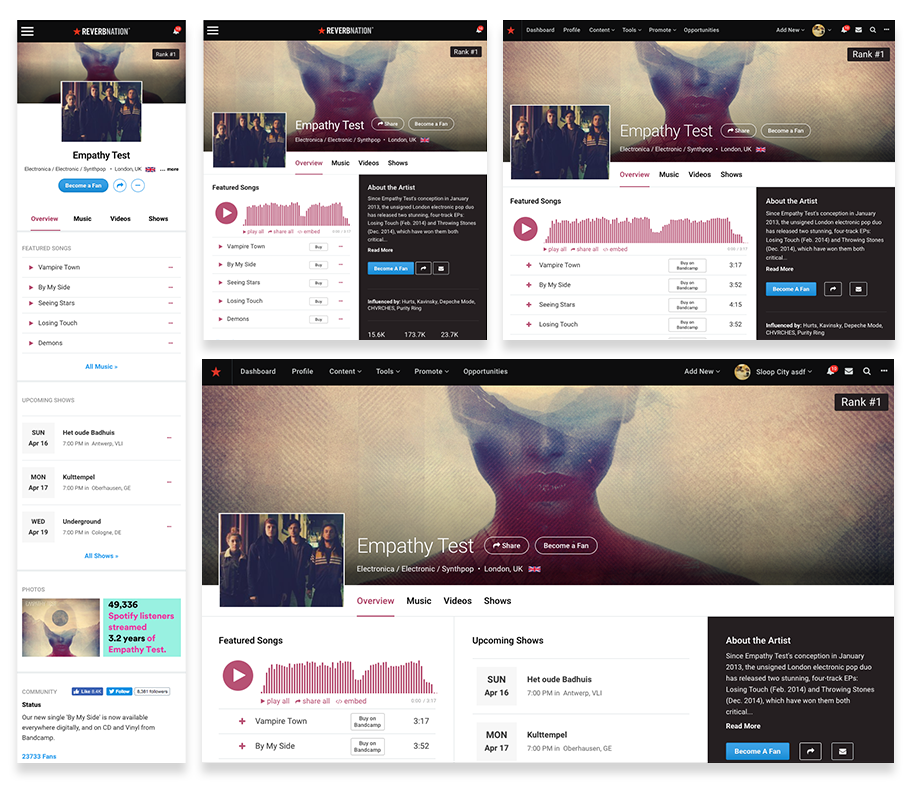 REVERBNATION
Rank #1
Empathy Test
Electronica / Electronic / Synthpop • London, UK ... more
Become a Fan
Overview Music Videos Shows
FEATURED SONGS
Vampire Town
By My Side
Seeing Stars
Losing Touch
Demons
All Music »
UPCOMING SHOWS
SUN
Apr 16
Het oude Badhuis
7:00 PM in Antwerp, VLI
MON
Apr 17
Kulttempel
7:00 PM in Oberhausen, GE
WED
Apr 19
Underground
7:00 PM in Cologne, DE
All Shows »
PHOTOS
49,336
Spotify listeners
streamed
3.2 years of
Empathy Test.
COMMUNITY Like 8.4K Follow 9,381 followers
Status
Our new single 'By My Side' is now available
everywhere digitally, and on CD and Vinyl from
Bandcamp.
23733 Fans
REVERBNATION
Rank #1
Empathy Test Share Become a Fan
Electronica / Electronic / Synthpop • London, UK
Overview Music Videos Shows
Featured Songs
play all share all </> embed 0:00 / 3:17
Vampire Town Buy
By My Side Buy
Seeing Stars Buy
Losing Touch Buy
Demons Buy
About the Artist
Since Empathy Test's conception in January
2013, the unsigned London electronic pop duo
has released two stunning, four-track EPs:
Losing Touch (Feb. 2014) and Throwing Stones
(Dec. 2014), which have won them both
critical...
Read More
Become A Fan
Influenced by: Hurts, Kavinsky, Depeche Mode,
CHVRCHES, Purity Ring
15.6K 173.7K 23.7K
Dashboard Profile Content Tools Promote Opportunities Add New
Rank #1
Empathy Test Share Become a Fan
Electronica / Electronic / Synthpop • London, UK
Overview Music Videos Shows
Featured Songs
play all share all </> embed 0:00 / 3:17
+ Vampire Town Buy on Bandcamp 3:17
+ By My Side Buy on Bandcamp 3:52
+ Seeing Stars Buy on Bandcamp 4:15
+ Losing Touch Buy on Bandcamp 3:52
About the Artist
Since Empathy Test's conception in January
2013, the unsigned London electronic pop duo
has released two stunning, four-track EPs:
Losing Touch (Feb. 2014) and Throwing Stones
(Dec. 2014), which have won them both
critical...
Read More
Become A Fan
Influenced by: Hurts, Kavinsky, Depeche Mode,
CHVRCHES, Purity Ring
Dashboard Profile Content Tools Promote Opportunities Add New Sloop City asdf
Rank #1
Empathy Test Share Become a Fan
Electronica / Electronic / Synthpop • London, UK
Overview Music Videos Shows
Featured Songs
play all share all </> embed 0:00 / 3:17
+ Vampire Town Buy on Bandcamp 3:17
+ By My Side Buy on Bandcamp 3:52
Upcoming Shows
SUN
Apr 16
Het oude Badhuis
7:00 PM in Antwerp, VLI
MON
Apr 17
Kulttempel
7:00 PM in Oberhausen, GE
About the Artist
Since Empathy Test's conception in January
2013, the unsigned London electronic pop duo
has released two stunning, four-track EPs:
Losing Touch (Feb. 2014) and Throwing Stones
(Dec. 2014), which have won them both
critical...
Read More
Become A Fan